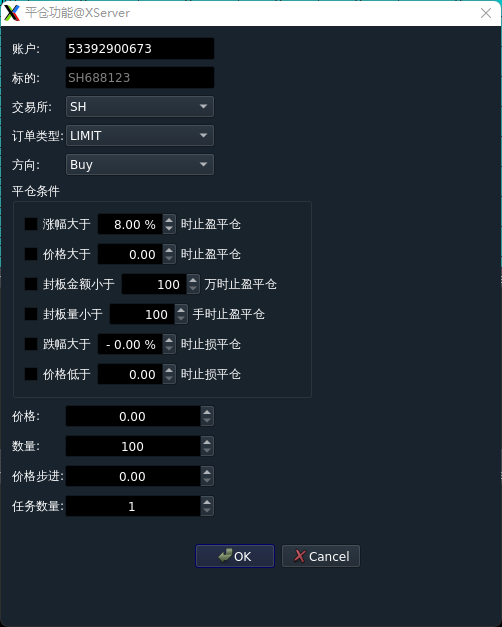 平仓功能@XServer
账户: 53392900673
标的: SH688123
交易所: SH
订单类型: LIMIT
方向: Buy
平仓条件
涨幅大于 8.00 % 时止盈平仓
价格大于 0.00 时止盈平仓
封板金额小于 100 万时止盈平仓
封板量小于 100 手时止盈平仓
跌幅大于 - 0.00 % 时止损平仓
价格低于 0.00 时止损平仓
价格: 0.00
数量: 100
价格步进: 0.00
任务数量: 1
OK Cancel